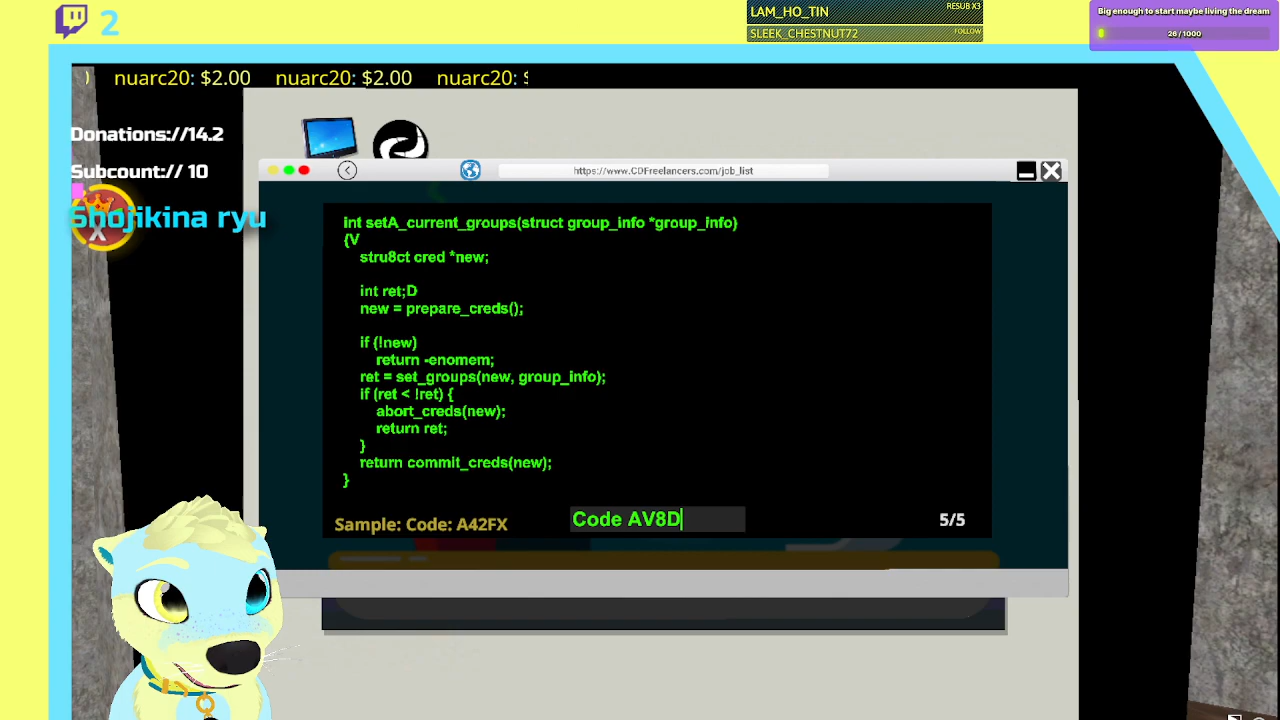 2
LAM_HO_TIN RESUB X3
SLEEK_CHESTNUT72 FOLLOW
Big enough to start maybe living the dream
26 / 1000
nuarc20: $2.00 nuarc20: $2.00 nuarc20: $
Donations://14.2
Subcount:// 10
Shojikina ryu
X
https://www.CDFreelancers.com/job_list
int setA_current_groups(struct group_info *group_info)
{V
stru8ct cred *new;
int ret;D
new = prepare_creds();
if (!new)
return -enomem;
ret = set_groups(new, group_info);
if (ret < !ret) {
abort_creds(new);
return ret;
}
return commit_creds(new);
}
Sample: Code: A42FX
Code AV8D
5/5